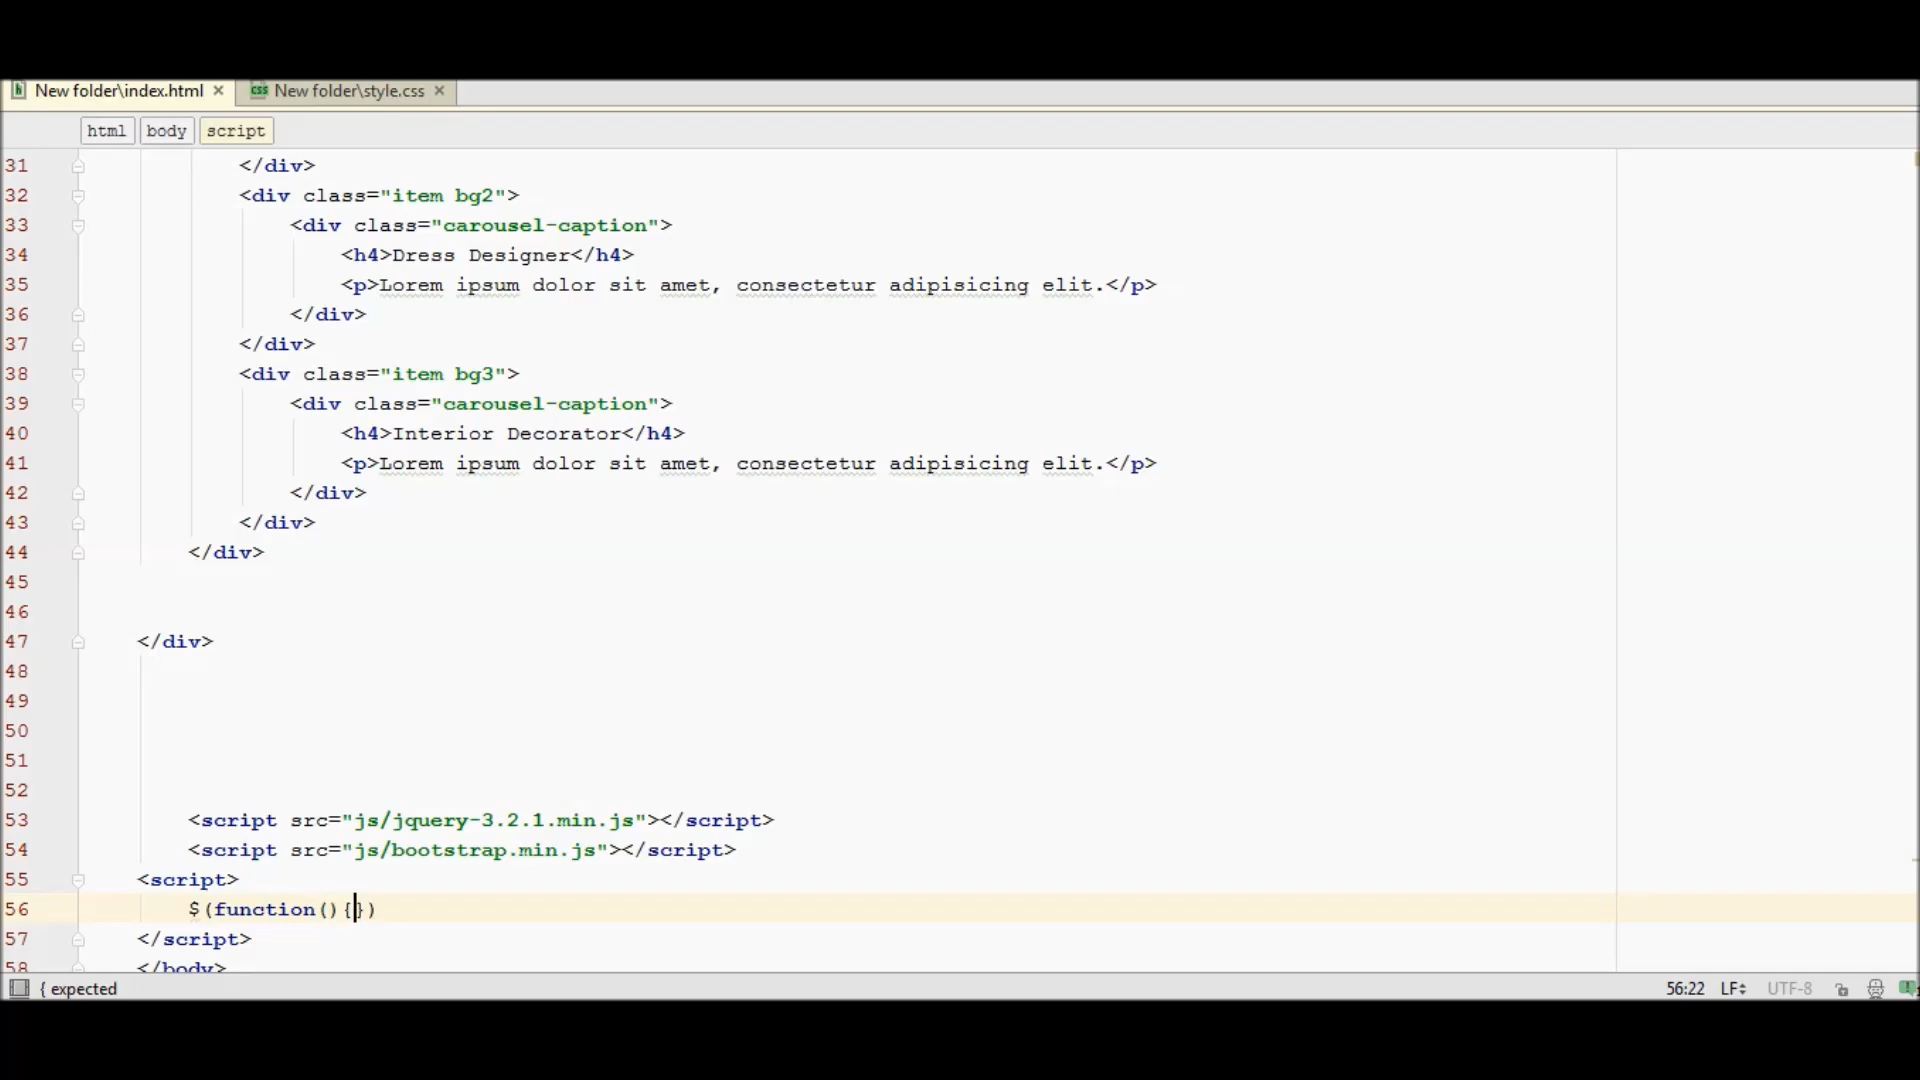 New folder\index.html × css New folder\style.css ×
html body script
31 </div>
32 <div class="item bg2">
33 <div class="carousel-caption">
34 <h4>Dress Designer</h4>
35 <p>Lorem ipsum dolor sit amet, consectetur adipisicing elit.</p>
36 </div>
37 </div>
38 <div class="item bg3">
39 <div class="carousel-caption">
40 <h4>Interior Decorator</h4>
41 <p>Lorem ipsum dolor sit amet, consectetur adipisicing elit.</p>
42 </div>
43 </div>
44 </div>
45
46
47 </div>
48
49
50
51
52
53 <script src="js/jquery-3.2.1.min.js"></script>
54 <script src="js/bootstrap.min.js"></script>
55 <script>
56 $(function(){})
57 </script>
58 </body>
{ expected 56:22 LF UTF-8